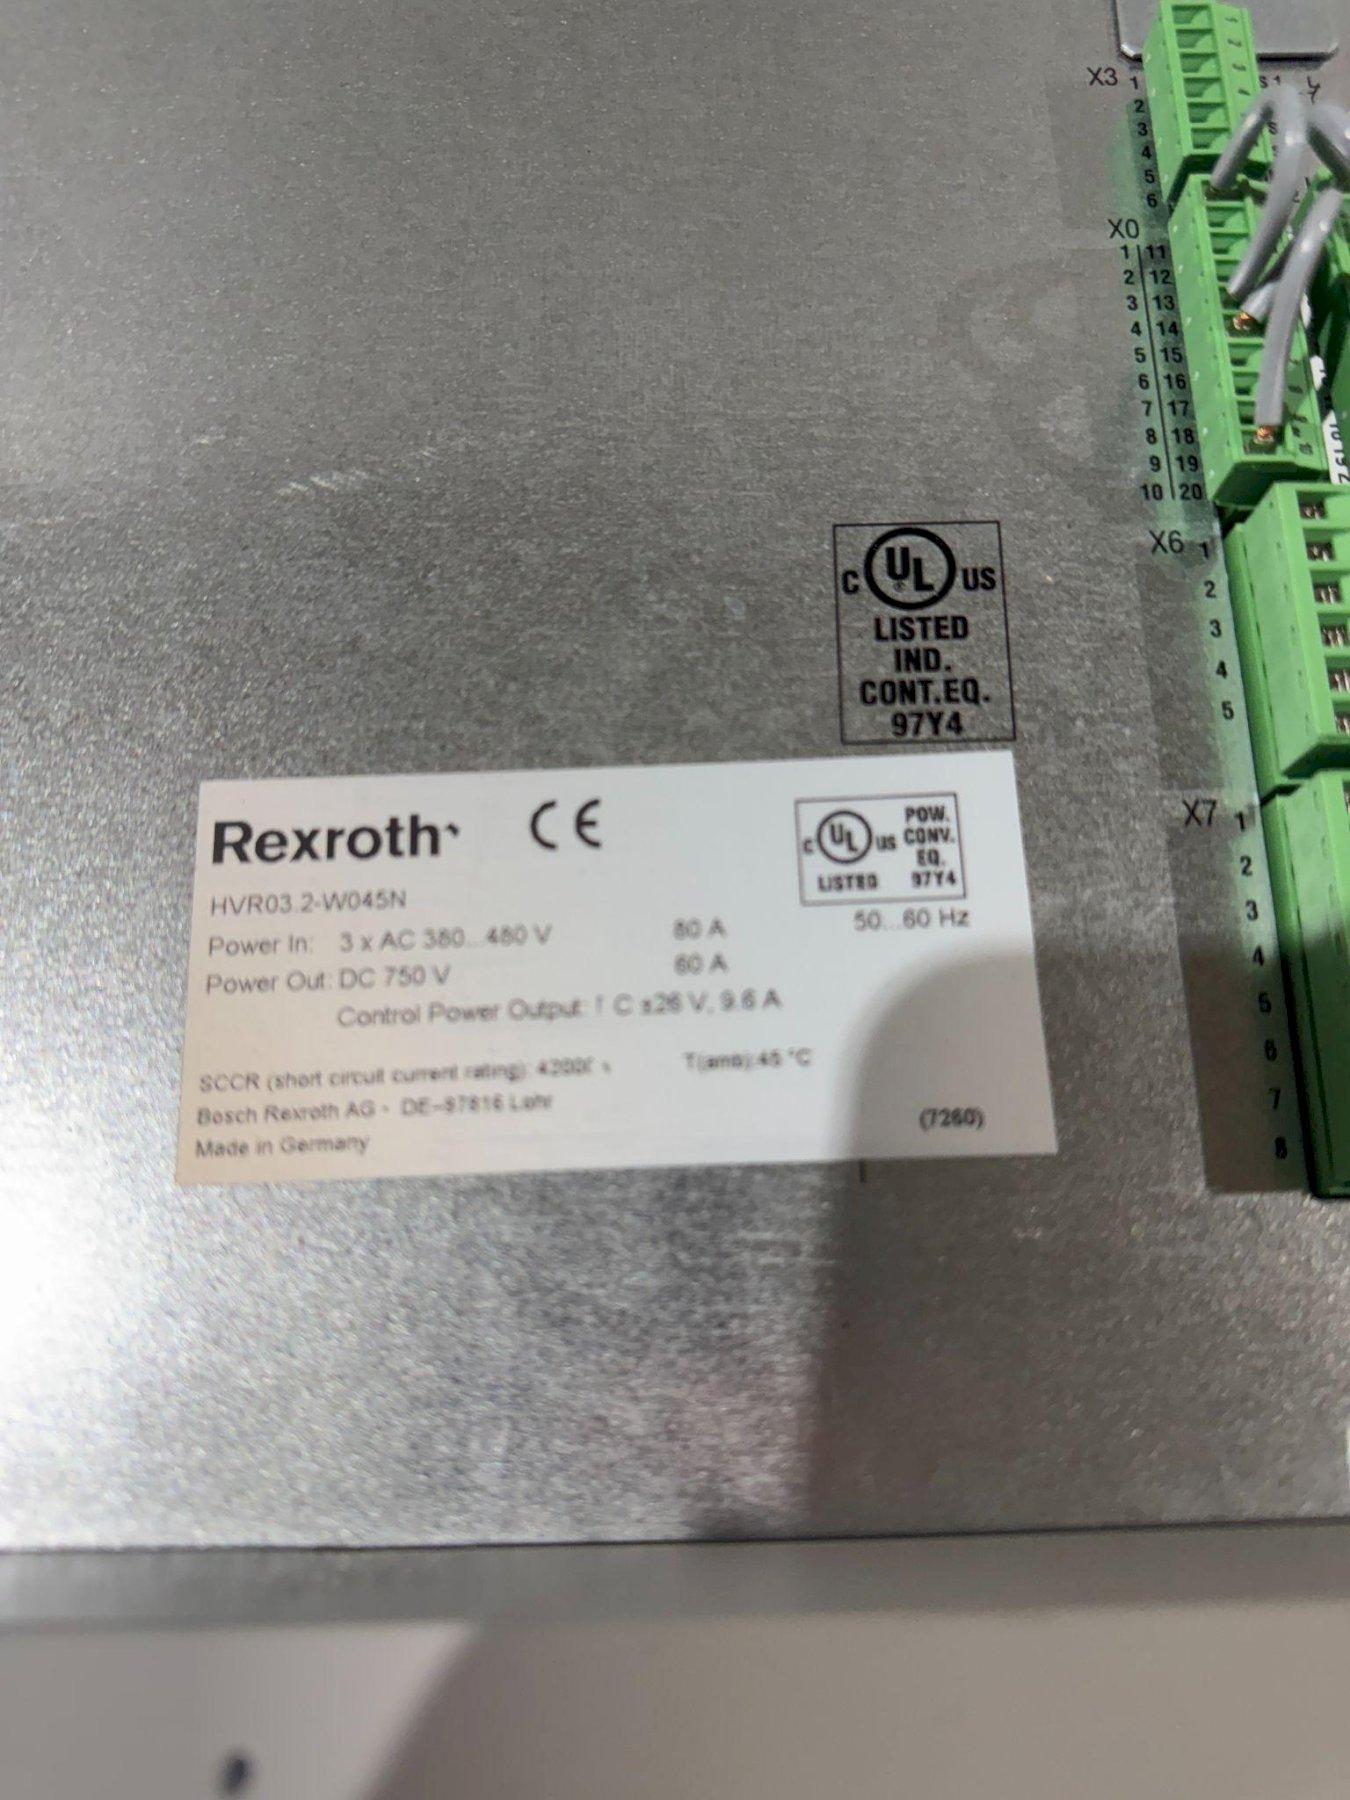 X3 1
2
3
4
5
6
X0
1 11
2 12
3 13
4 14
5 15
6 16
7 17
8 18
9 19
10 20
C UL US
LISTED
IND.
CONT.EQ.
97Y4
X6 1
2
3
4
5
X7 1
2
3
4
5
6
7
8
Rexroth CE
c UL us POW.
CONV.
EQ.
LISTED 97Y4
HVR03.2-W045N
Power In: 3 x AC 380...480 V 80 A 50...60 Hz
Power Out: DC 750 V 60 A
Control Power Output: C ±26 V, 9.6 A
SCCR (short circuit current rating): T(amb):45 °C
Bosch Rexroth AG - DE-97816 Lohr
Made in Germany (7260)